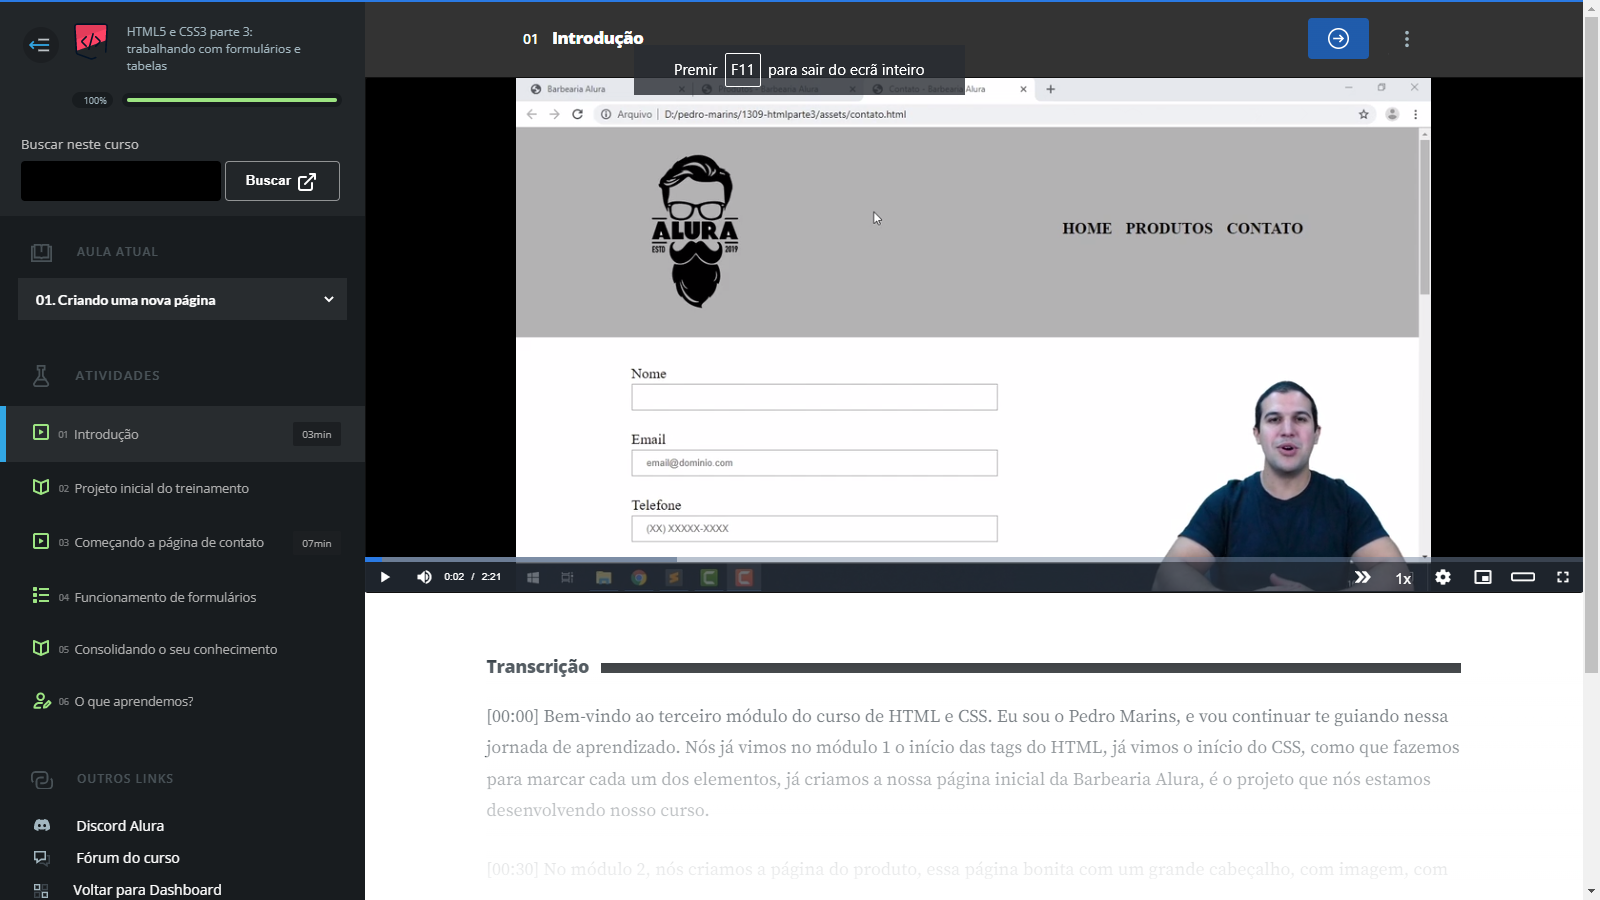 HTML5 e CSS3 parte 3:
trabalhando com formulários e
tabelas
100%
Buscar neste curso
Buscar
AULA ATUAL
01. Criando uma nova página
ATIVIDADES
01 Introdução 03min
02 Projeto inicial do treinamento
03 Começando a página de contato 07min
04 Funcionamento de formulários
05 Consolidando o seu conhecimento
06 O que aprendemos?
OUTROS LINKS
Discord Alura
Fórum do curso
Voltar para Dashboard
01 Introdução
Premir F11 para sair do ecrã inteiro
Barbearia Alura
Produtos - Barbearia Alura
Contato - Barbearia Alura
Arquivo D:/pedro-marins/1309-htmlparte3/assets/contato.html
ALURA
ESTD 2019
HOME PRODUTOS CONTATO
Nome
Email
email@dominio.com
Telefone
(XX) XXXXX-XXXX
0:02 / 2:21
1x
Transcrição
[00:00] Bem-vindo ao terceiro módulo do curso de HTML e CSS. Eu sou o Pedro Marins, e vou continuar te guiando nessa
jornada de aprendizado. Nós já vimos no módulo 1 o início das tags do HTML, já vimos o início do CSS, como que fazemos
para marcar cada um dos elementos, já criamos a nossa página inicial da Barbearia Alura, é o projeto que nós estamos
desenvolvendo nosso curso.
[00:30] No módulo 2, nós criamos a página do produto, essa página bonita com um grande cabeçalho, com imagem, com